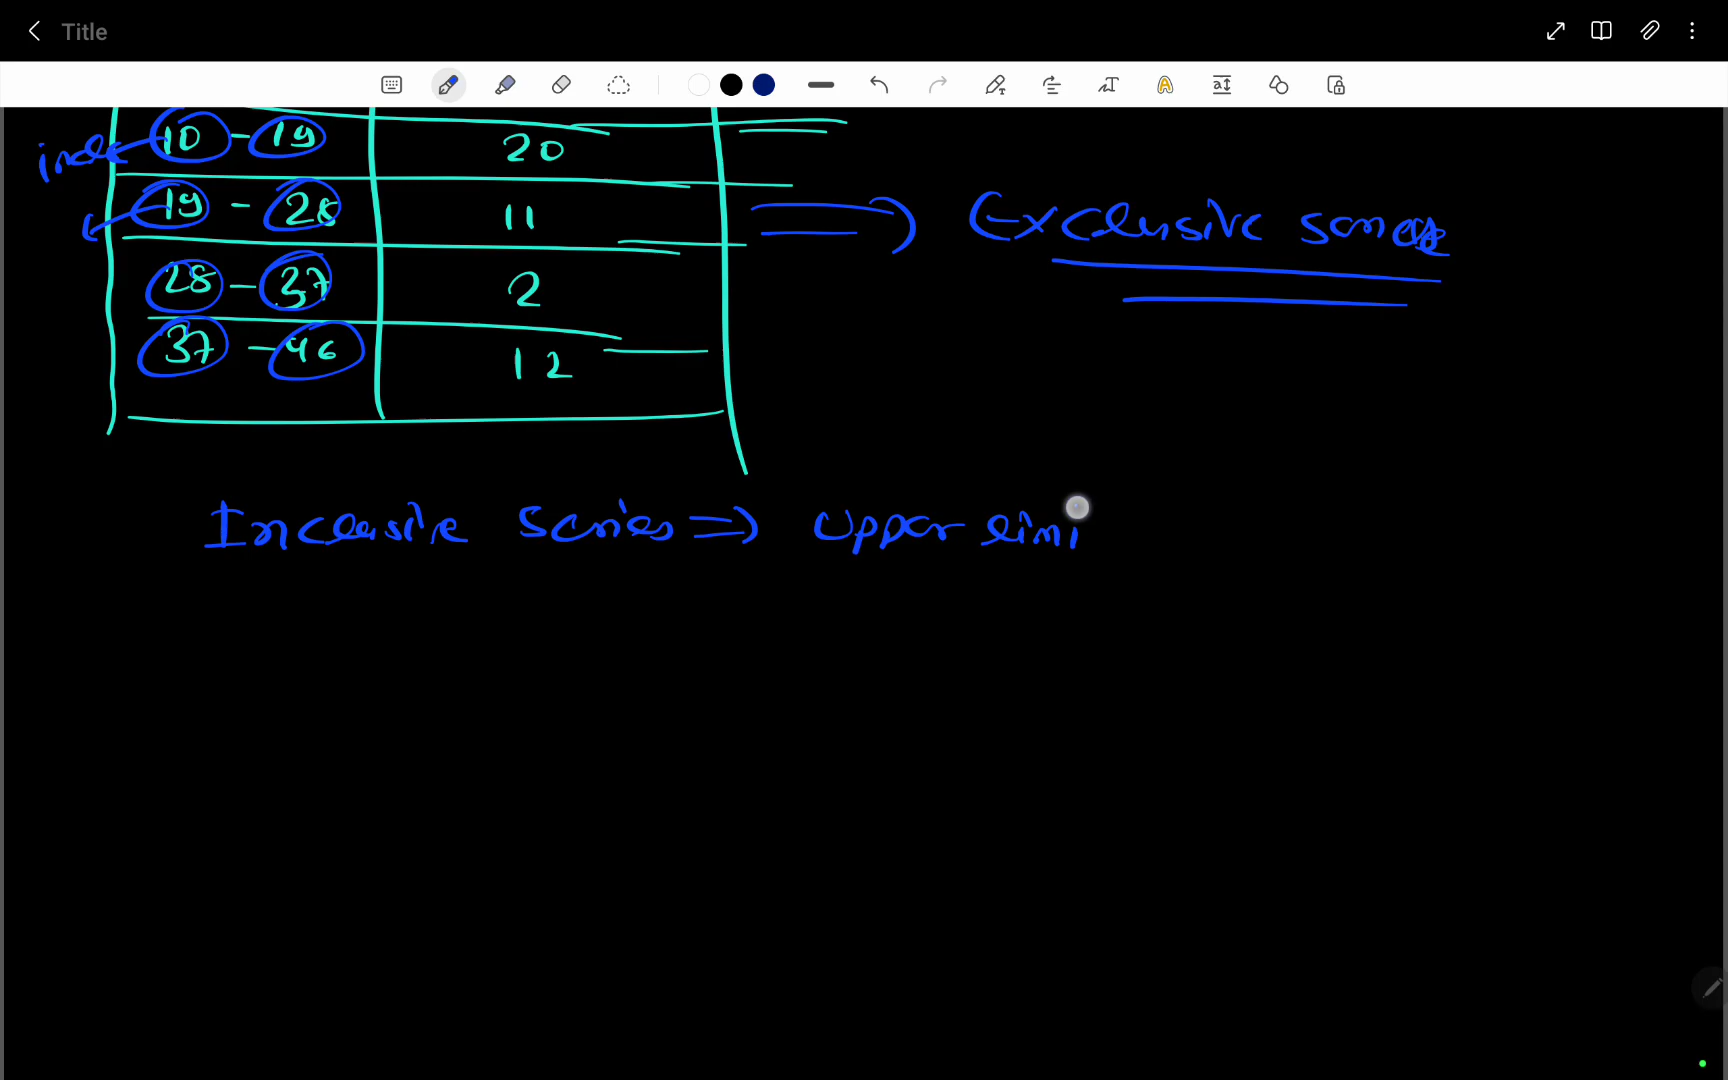 Title
10 - 19 20
19 - 28 11
Exclusive series
28 - 37 2
37 - 46 12
Inclusive Series => Upper limi